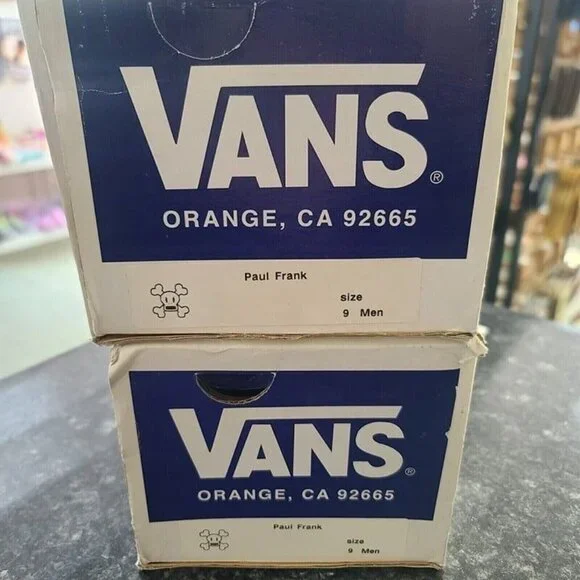 VANS®
ORANGE, CA 92665
Paul Frank
size
9 Men
VANS®
ORANGE, CA 92665
Paul Frank
size
9 Men